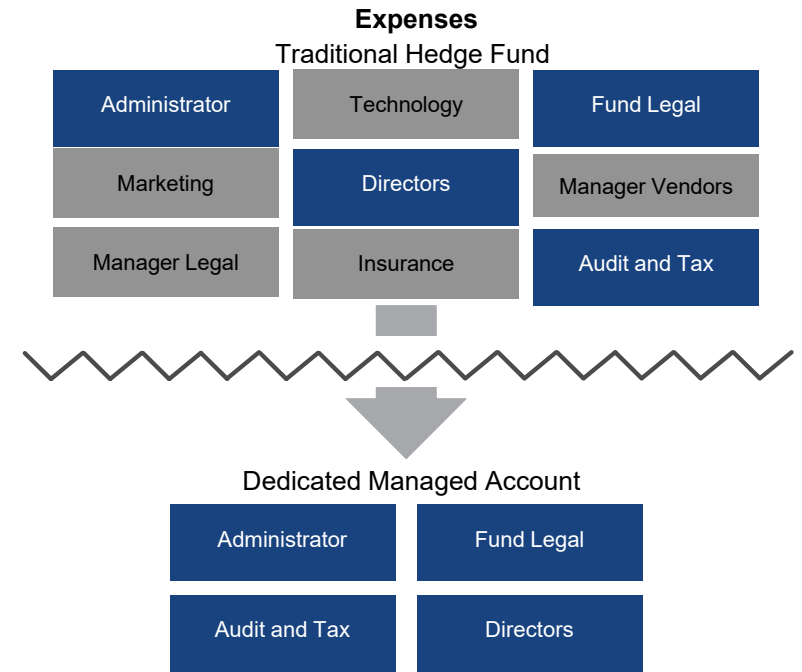 Expenses
Traditional Hedge Fund
Administrator
Technology
Fund Legal
Marketing
Directors
Manager Vendors
Manager Legal
Insurance
Audit and Tax
Dedicated Managed Account
Administrator
Fund Legal
Audit and Tax
Directors